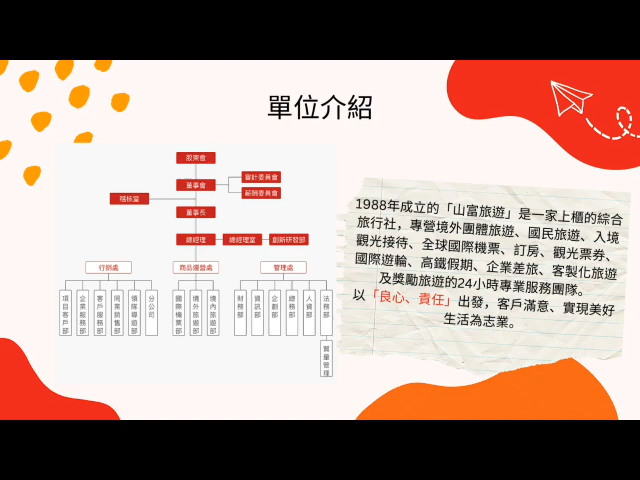 單位介紹
股東會
審計委員會
董事會
薪酬委員會
稽核室
董事長
總經理
總經理室
創新研發部
行銷處
商品運營處
管理處
項目客戶部
企業服務部
客戶服務部
同業銷售部
領隊導遊部
分公司
國際機票部
境外旅遊部
境內旅遊部
財務部
資訊部
企劃部
總務部
人資部
法務部
質量管理
1988年成立的「山富旅遊」是一家上櫃的綜合
旅行社，專營境外團體旅遊、國民旅遊、入境
觀光接待、全球國際機票、訂房、觀光票券、
國際遊輪、高鐵假期、企業差旅、客製化旅遊
及獎勵旅遊的24小時專業服務團隊。
以「良心、責任」出發，客戶滿意、實現美好
生活為志業。